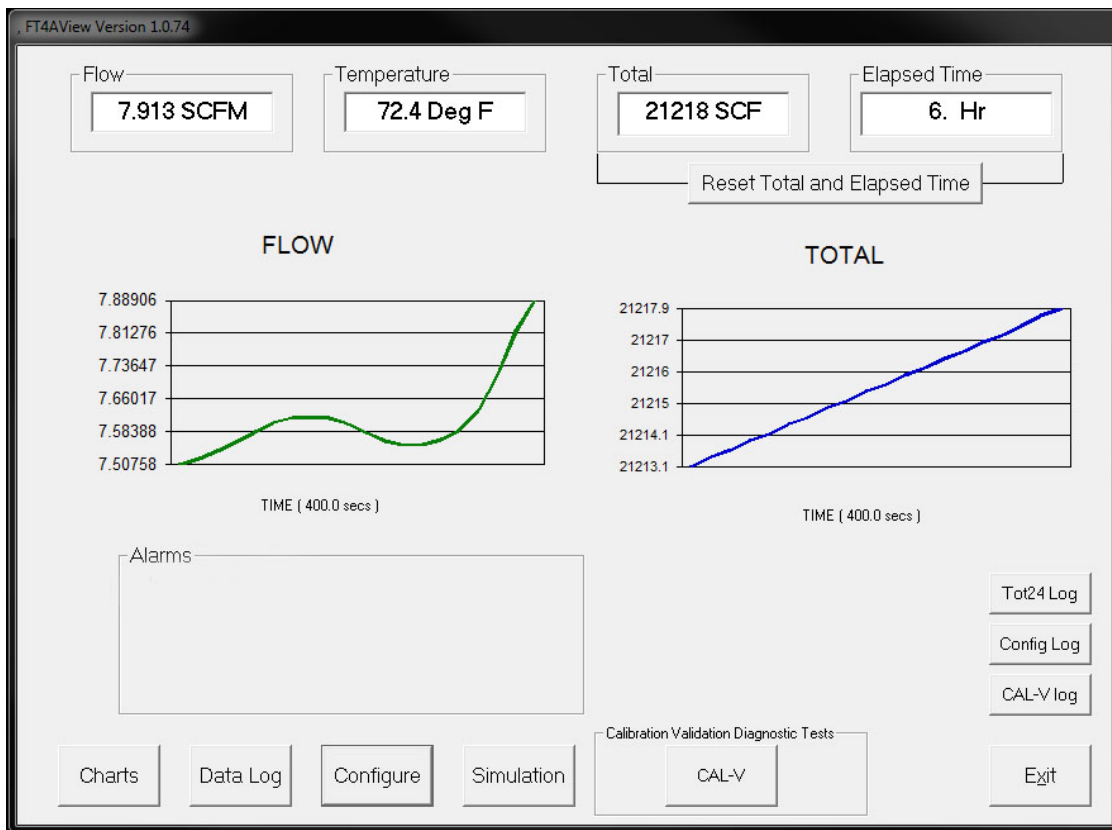 , FT4AView Version 1.0.74
Flow
7.913 SCFM
Temperature
72.4 Deg F
Total
21218 SCF
Elapsed Time
6. Hr
Reset Total and Elapsed Time
FLOW
7.88906
7.81276
7.73647
7.66017
7.58388
7.50758
TIME ( 400.0 secs )
TOTAL
21217.9
21217
21216
21215
21214.1
21213.1
TIME ( 400.0 secs )
Alarms
Tot24 Log
Config Log
CAL-V log
Charts
Data Log
Configure
Simulation
Calibration Validation Diagnostic Tests
CAL-V
Exit